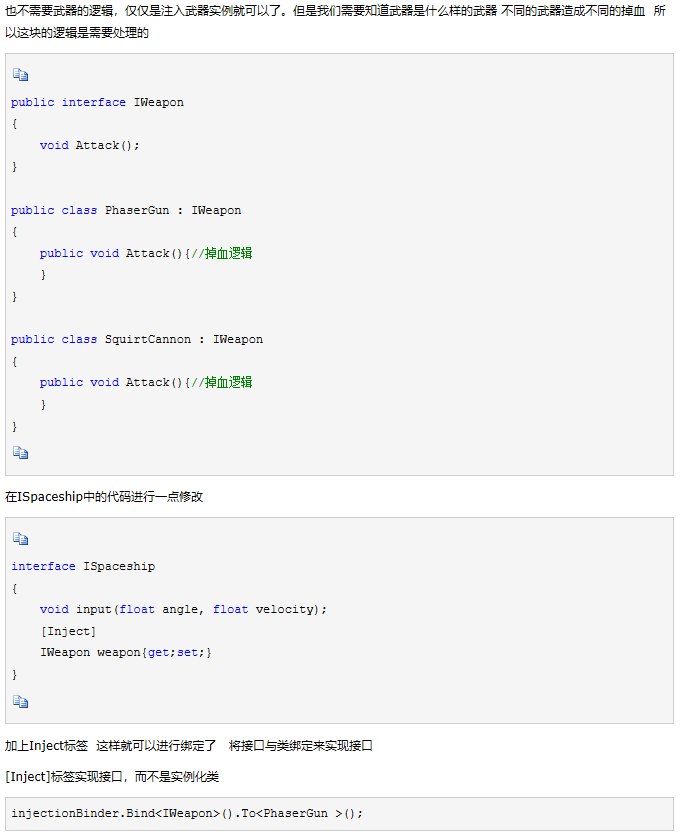 也不需要武器的逻辑，仅仅是注入武器实例就可以了。但是我们需要知道武器是什么样的武器 不同的武器造成不同的掉血  所
以这块的逻辑是需要处理的
public interface IWeapon
{
    void Attack();
}
public class PhaserGun : IWeapon
{
    public void Attack(){//掉血逻辑
    }
}
public class SquirtCannon : IWeapon
{
    public void Attack(){//掉血逻辑
    }
}
在ISpaceship中的代码进行一点修改
interface ISpaceship
{
    void input(float angle, float velocity);
    [Inject]
    IWeapon weapon{get;set;}
}
加上Inject标签  这样就可以进行绑定了   将接口与类绑定来实现接口
[Inject]标签实现接口，而不是实例化类
injectionBinder.Bind<IWeapon>().To<PhaserGun >();